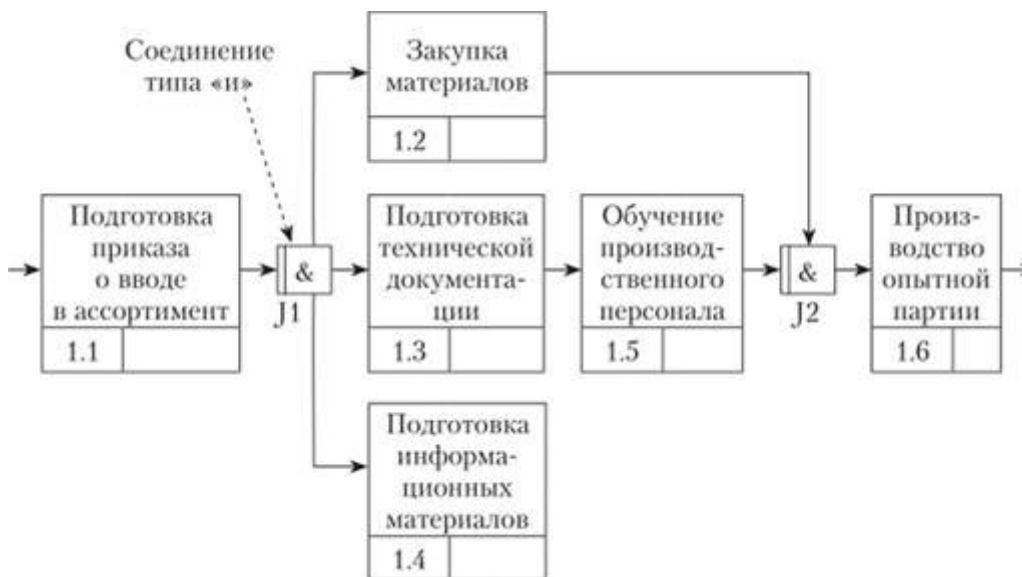 Соединение
типа «и»
Закупка
материалов
1.2
Подготовка
приказа
о вводе
в ассортимент
1.1
&
J1
Подготовка
технической
документа-
ции
1.3
Обучение
производ-
ственного
персонала
1.5
&
J2
Произ-
водство
опытной
партии
1.6
Подготовка
информа-
ционных
материалов
1.4